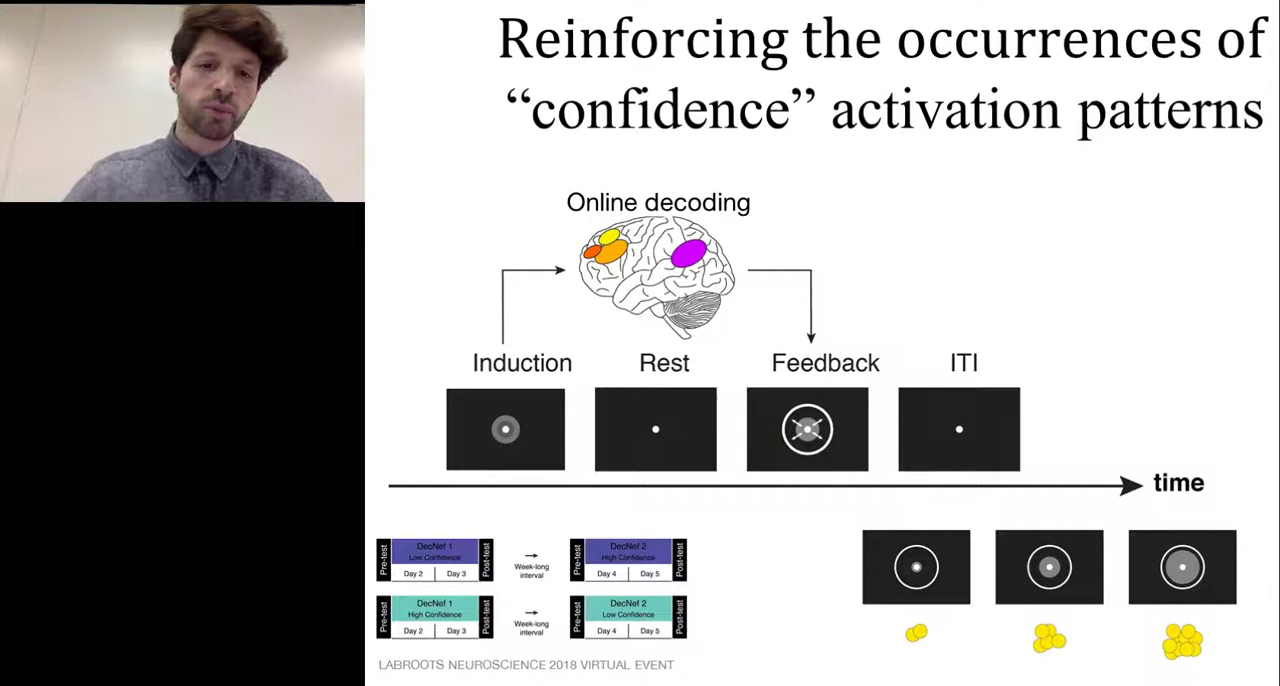 Reinforcing the occurrences of
“confidence” activation patterns
Online decoding
Induction
Rest
Feedback
ITI
time
Pre-test
DecNef 1
Low Confidence
Day 2
Day 3
Post-test
Week-long
interval
Pre-test
DecNef 2
High Confidence
Day 4
Day 5
Post-test
Pre-test
DecNef 1
High Confidence
Day 2
Day 3
Post-test
Week-long
interval
Pre-test
DecNef 2
Low Confidence
Day 4
Day 5
Post-test
LABROOTS NEUROSCIENCE 2018 VIRTUAL EVENT